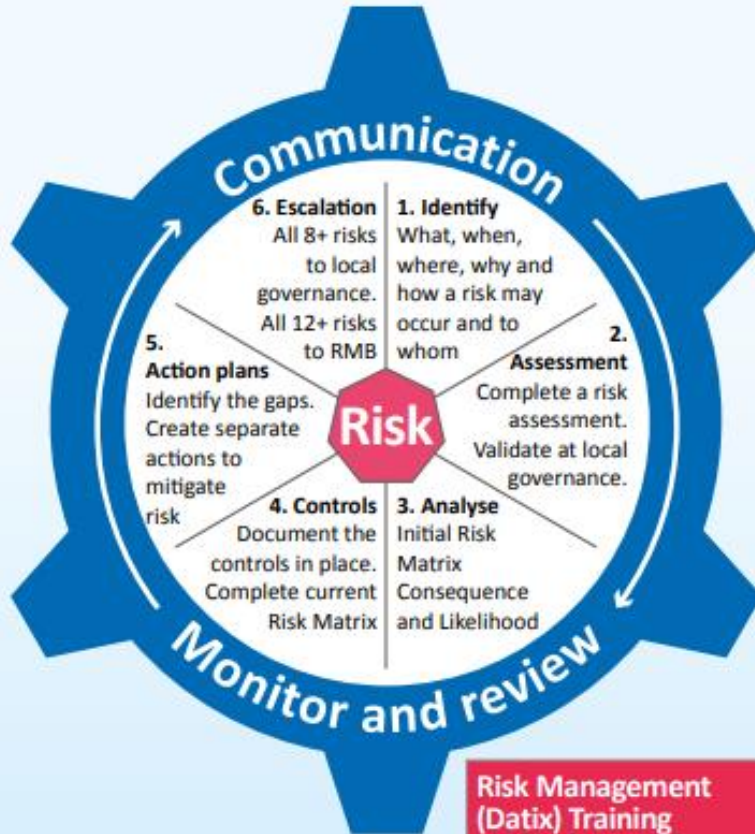 Communication
1. Identify
What, when,
where, why and
how a risk may
occur and to
whom
2.
Assessment
Complete a risk
assessment.
Validate at local
governance.
3. Analyse
Initial Risk
Matrix
Consequence
and Likelihood
4. Controls
Document the
controls in place.
Complete current
Risk Matrix
5.
Action plans
Identify the gaps.
Create separate
actions to
mitigate
risk
6. Escalation
All 8+ risks
to local
governance.
All 12+ risks
to RMB
Risk
Monitor and review
Risk Management
(Datix) Training